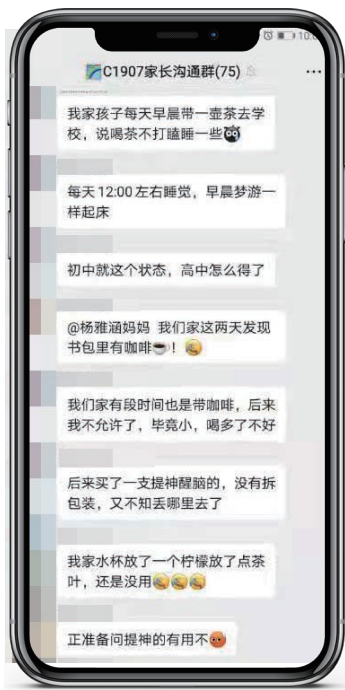 10:0
C1907家长沟通群(75)
我家孩子每天早晨带一壶茶去学
校，说喝茶不打瞌睡一些
每天 12:00 左右睡觉，早晨梦游一
样起床
初中就这个状态，高中怎么得了
@杨雅涵妈妈 我们家这两天发现
书包里有咖啡！
我们家有段时间也是带咖啡，后来
我不允许了，毕竟小，喝多了不好
后来买了一支提神醒脑的，没有拆
包装，又不知丢哪里去了
我家水杯放了一个柠檬放了点茶
叶，还是没用
正准备问提神的有用不